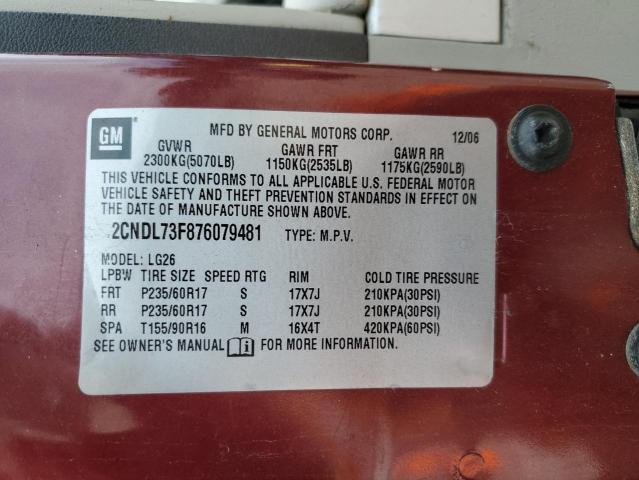 GM
MFD BY GENERAL MOTORS CORP. 12/06
GVWR GAWR FRT GAWR RR
2300KG(5070LB) 1150KG(2535LB) 1175KG(2590LB)
THIS VEHICLE CONFORMS TO ALL APPLICABLE U.S. FEDERAL MOTOR
VEHICLE SAFETY AND THEFT PREVENTION STANDARDS IN EFFECT ON
THE DATE OF MANUFACTURE SHOWN ABOVE.
2CNDL73F876079481 TYPE: M.P.V.
MODEL: LG26
LPBW TIRE SIZE SPEED RTG RIM COLD TIRE PRESSURE
FRT P235/60R17 S 17X7J 210KPA(30PSI)
RR P235/60R17 S 17X7J 210KPA(30PSI)
SPA T155/90R16 M 16X4T 420KPA(60PSI)
SEE OWNER'S MANUAL i FOR MORE INFORMATION.